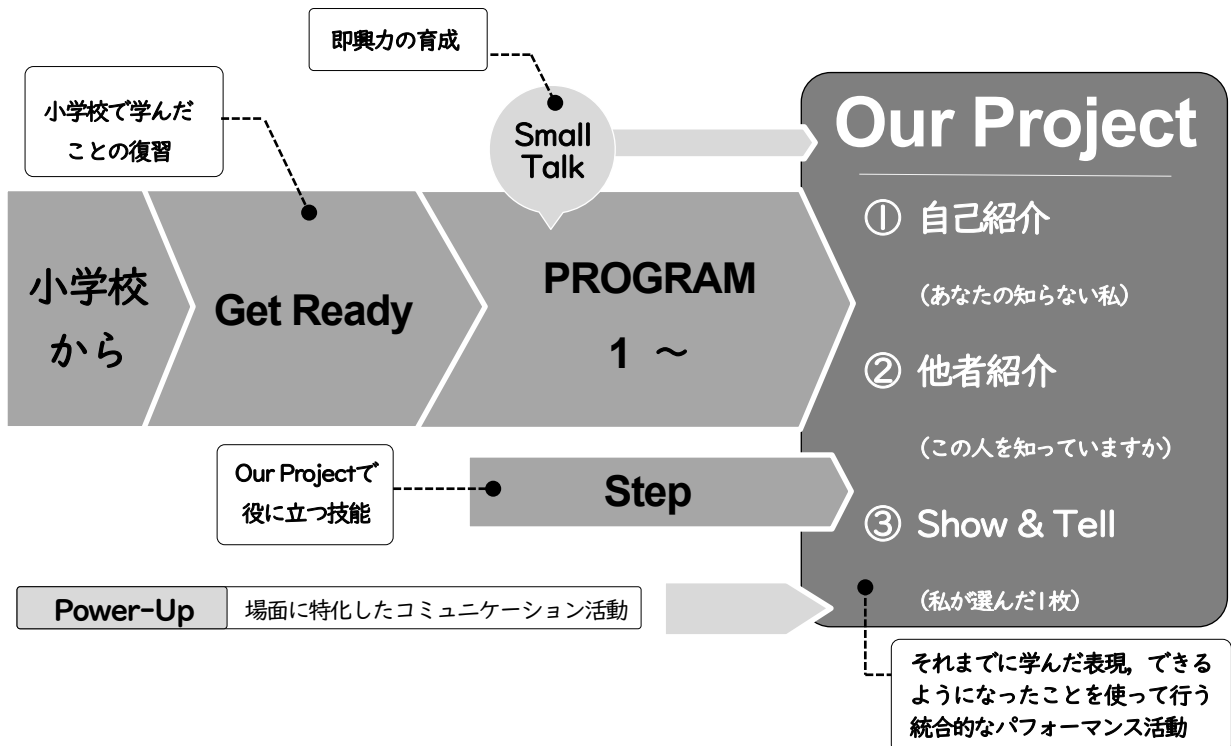 即興力の育成
小学校で学んだ
ことの復習
Small
Talk
小学校
から
Get Ready
PROGRAM
1 ～
Our Projectで
役に立つ技能
Step
Power-Up
場面に特化したコミュニケーション活動
Our Project
① 自己紹介
(あなたの知らない私)
② 他者紹介
(この人を知っていますか)
③ Show & Tell
(私が選んだ1枚)
それまでに学んだ表現，できる
ようになったことを使って行う
統合的なパフォーマンス活動